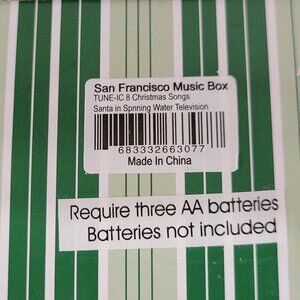 San Francisco Music Box
TUNE-IC 8 Christmas Songs
Santa in Spnning Water Television
683332663077
Made In China
Require three AA batteries
Batteries not included